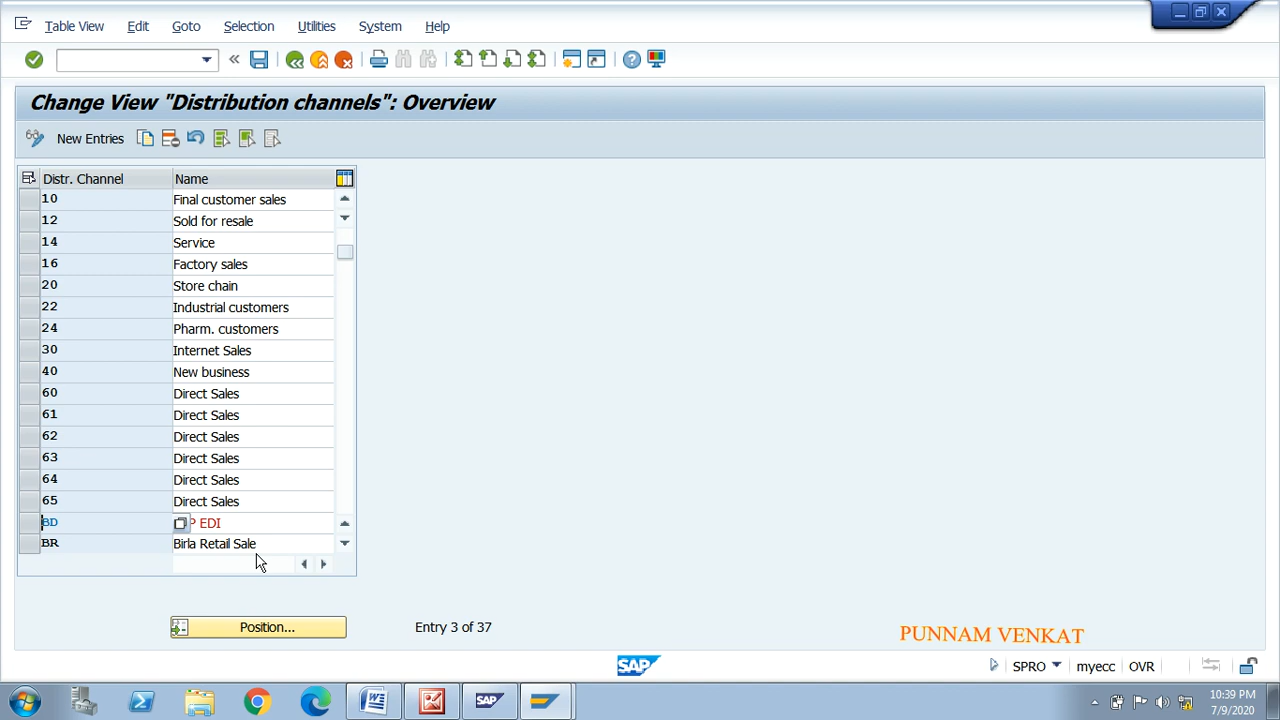 Table View Edit Goto Selection Utilities System Help
Change View "Distribution channels": Overview
New Entries
Distr. Channel Name
10 Final customer sales
12 Sold for resale
14 Service
16 Factory sales
20 Store chain
22 Industrial customers
24 Pharm. customers
30 Internet Sales
40 New business
60 Direct Sales
61 Direct Sales
62 Direct Sales
63 Direct Sales
64 Direct Sales
65 Direct Sales
BD EDI
BR Birla Retail Sale
Position... Entry 3 of 37
PUNNAM VENKAT
SAP SPRO myecc OVR
10:39 PM
7/9/2020